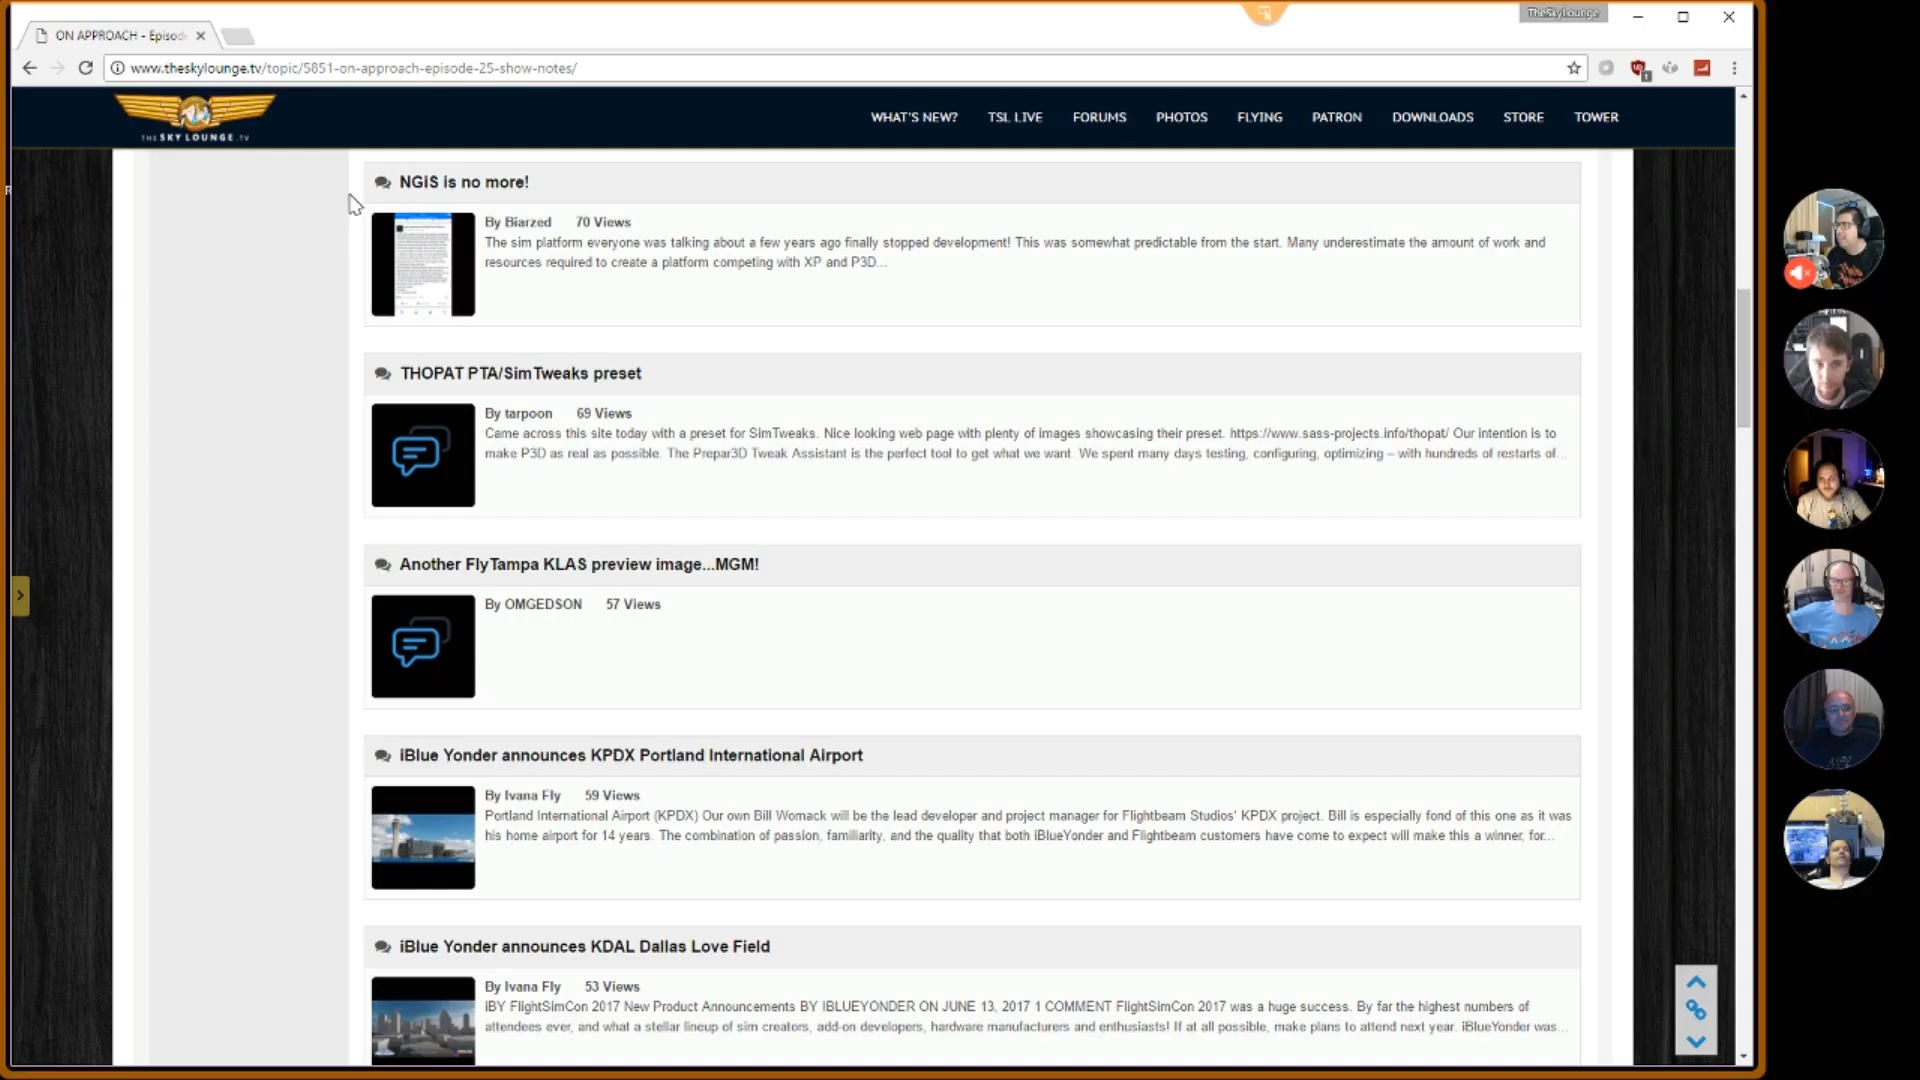 TheSkyLounge
ON APPROACH - Episod
www.theskylounge.tv/topic/5851-on-approach-episode-25-show-notes/
1
THE SKY LOUNGE .TV
WHAT'S NEW?
TSL LIVE
FORUMS
PHOTOS
FLYING
PATRON
DOWNLOADS
STORE
TOWER
R
NGIS is no more!
By Biarzed 70 Views
The sim platform everyone was talking about a few years ago finally stopped development! This was somewhat predictable from the start. Many underestimate the amount of work and
resources required to create a platform competing with XP and P3D...
THOPAT PTA/SimTweaks preset
By tarpoon 69 Views
Came across this site today with a preset for SimTweaks. Nice looking web page with plenty of images showcasing their preset. https://www.sass-projects.info/thopat/ Our intention is to
make P3D as real as possible. The Prepar3D Tweak Assistant is the perfect tool to get what we want. We spent many days testing, configuring, optimizing – with hundreds of restarts of...
Another FlyTampa KLAS preview image...MGM!
By OMGEDSON 57 Views
iBlue Yonder announces KPDX Portland International Airport
By Ivana Fly 59 Views
Portland International Airport (KPDX) Our own Bill Womack will be the lead developer and project manager for Flightbeam Studios' KPDX project. Bill is especially fond of this one as it was
his home airport for 14 years. The combination of passion, familiarity, and the quality that both iBlueYonder and Flightbeam customers have come to expect will make this a winner, for...
iBlue Yonder announces KDAL Dallas Love Field
By Ivana Fly 53 Views
iBY FlightSimCon 2017 New Product Announcements BY IBLUEYONDER ON JUNE 13, 2017 1 COMMENT FlightSimCon 2017 was a huge success. By far the highest numbers of
attendees ever, and what a stellar lineup of sim creators, add-on developers, hardware manufacturers and enthusiasts! If at all possible, make plans to attend next year. iBlueYonder was...